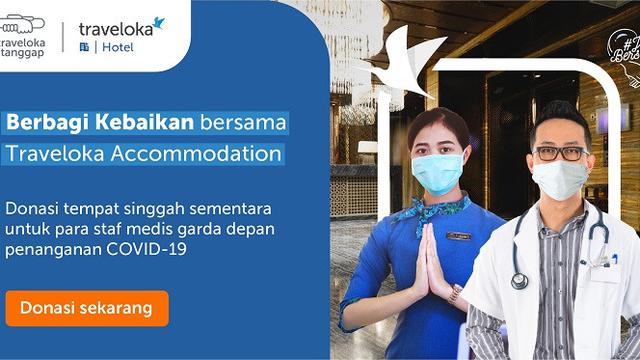 traveloka
tanggap
traveloka
Hotel
Berbagi Kebaikan bersama
Traveloka Accommodation
Donasi tempat singgah sementara
untuk para staf medis garda depan
penanganan COVID-19
Donasi sekarang